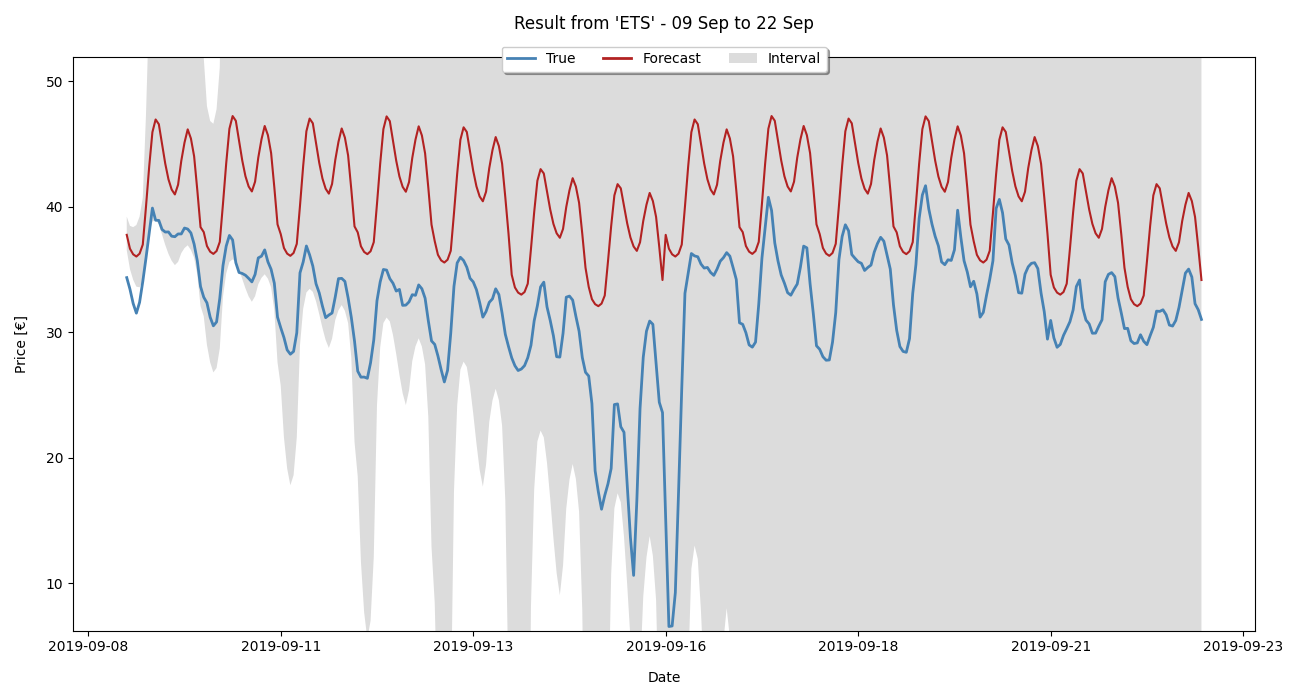 Result from 'ETS' - 09 Sep to 22 Sep
True Forecast Interval
50
40
30
20
10
Price [€]
2019-09-08 2019-09-11 2019-09-13 2019-09-16 2019-09-18 2019-09-21 2019-09-23
Date